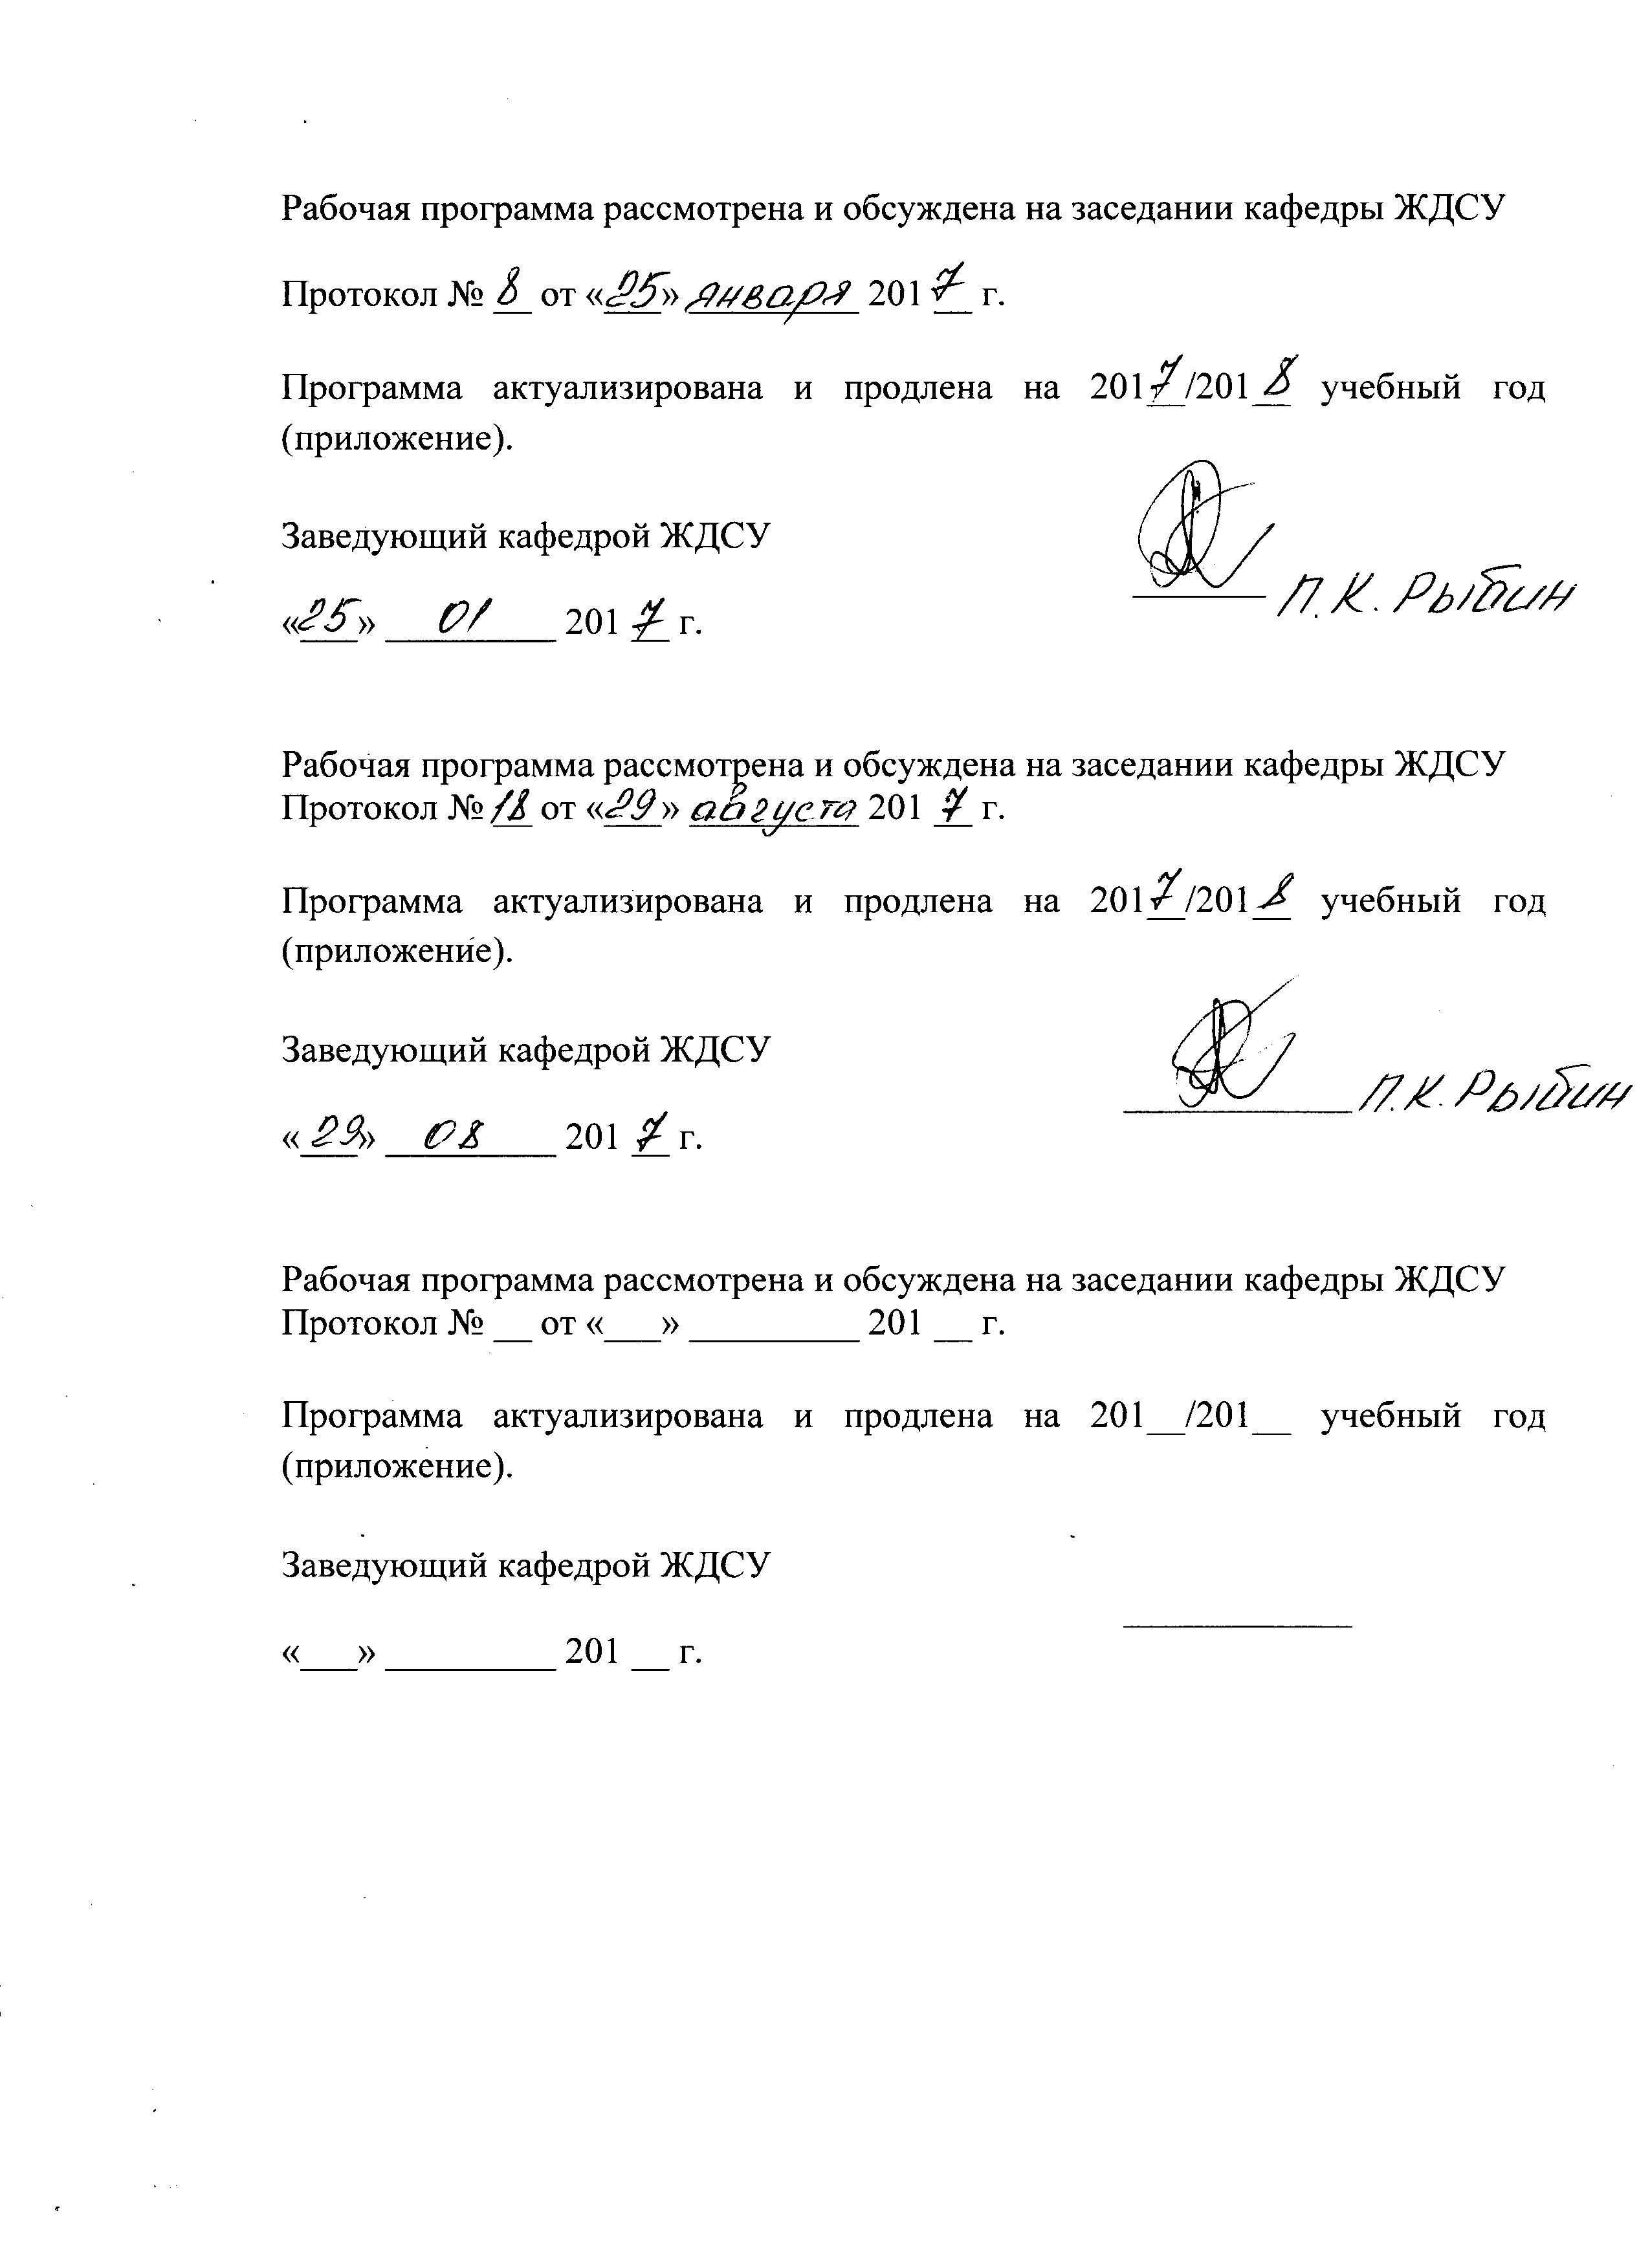 Рабочая программа рассмотрена и обсуждена на заседании кафедры ЖДСУ
Протокол № 8 от «25» января 2017 г.
Программа актуализирована и продлена на 2017/2018 учебный год
(приложение).
Заведующий кафедрой ЖДСУ
П.К. Рыбин
«25» 01 2017 г.
Рабочая программа рассмотрена и обсуждена на заседании кафедры ЖДСУ
Протокол № 18 от «29» августа 2017 г.
Программа актуализирована и продлена на 2017/2018 учебный год
(приложение).
Заведующий кафедрой ЖДСУ
П.К. Рыбин
«29» 08 2017 г.
Рабочая программа рассмотрена и обсуждена на заседании кафедры ЖДСУ
Протокол № __ от «___» _________ 201 __ г.
Программа актуализирована и продлена на 201__/201__ учебный год
(приложение).
Заведующий кафедрой ЖДСУ
«___» _________ 201 __ г.